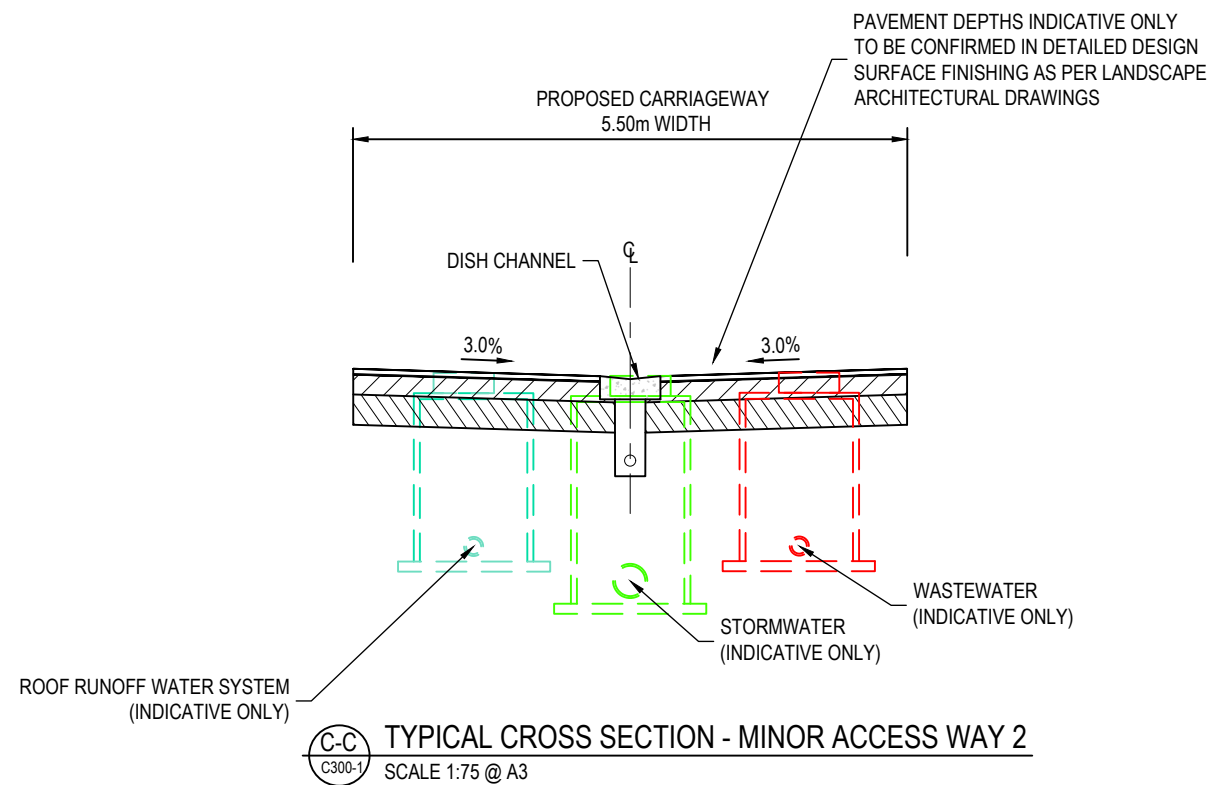 PAVEMENT DEPTHS INDICATIVE ONLY
TO BE CONFIRMED IN DETAILED DESIGN
SURFACE FINISHING AS PER LANDSCAPE
ARCHITECTURAL DRAWINGS
PROPOSED CARRIAGEWAY
5.50m WIDTH
℄
DISH CHANNEL
3.0%
3.0%
WASTEWATER
(INDICATIVE ONLY)
STORMWATER
(INDICATIVE ONLY)
ROOF RUNOFF WATER SYSTEM
(INDICATIVE ONLY)
C-C
C300-1
TYPICAL CROSS SECTION - MINOR ACCESS WAY 2
SCALE 1:75 @ A3